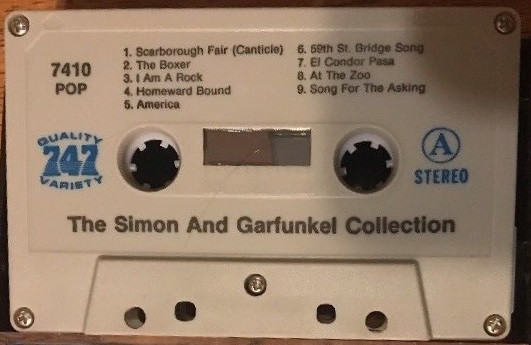 7410
POP
1. Scarborough Fair (Canticle)
2. The Boxer
3. I Am A Rock
4. Homeward Bound
5. America
6. 59th St. Bridge Song
7. El Condor Pasa
8. At The Zoo
9. Song For The Asking
QUALITY
747
VARIETY
A
STEREO
The Simon And Garfunkel Collection